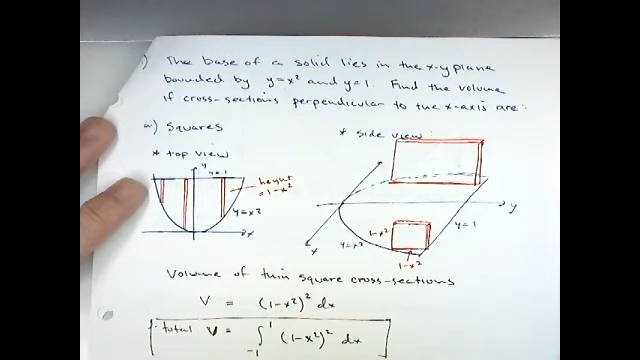 ) The base of a solid lies in the x-y plane
bounded by y=x² and y=1. Find the volume
if cross-sections perpendicular to the x-axis are:
a) Squares
* side view:
* top view
y
y=1
height
=1-x²
y=x²
x
y
1-x²
y=x²
y=1
x
1-x²
Volume of thin square cross-sections
V = (1-x²)² dx
total V = ∫₋₁¹ (1-x²)² dx